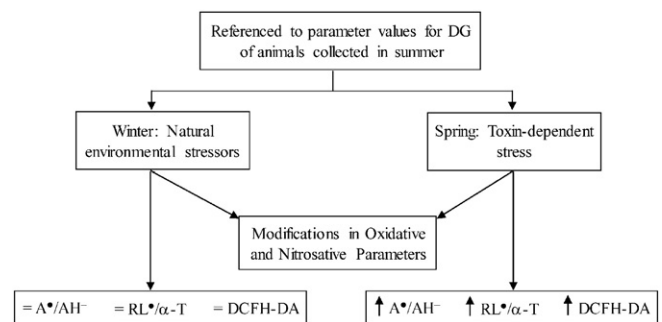 Referenced to parameter values for DG
of animals collected in summer
Winter: Natural
environmental stressors
Spring: Toxin-dependent
stress
Modifications in Oxidative
and Nitrosative Parameters
= A•/AH⁻ = RL•/α-T = DCFH-DA
↑ A•/AH⁻ ↑ RL•/α-T ↑ DCFH-DA